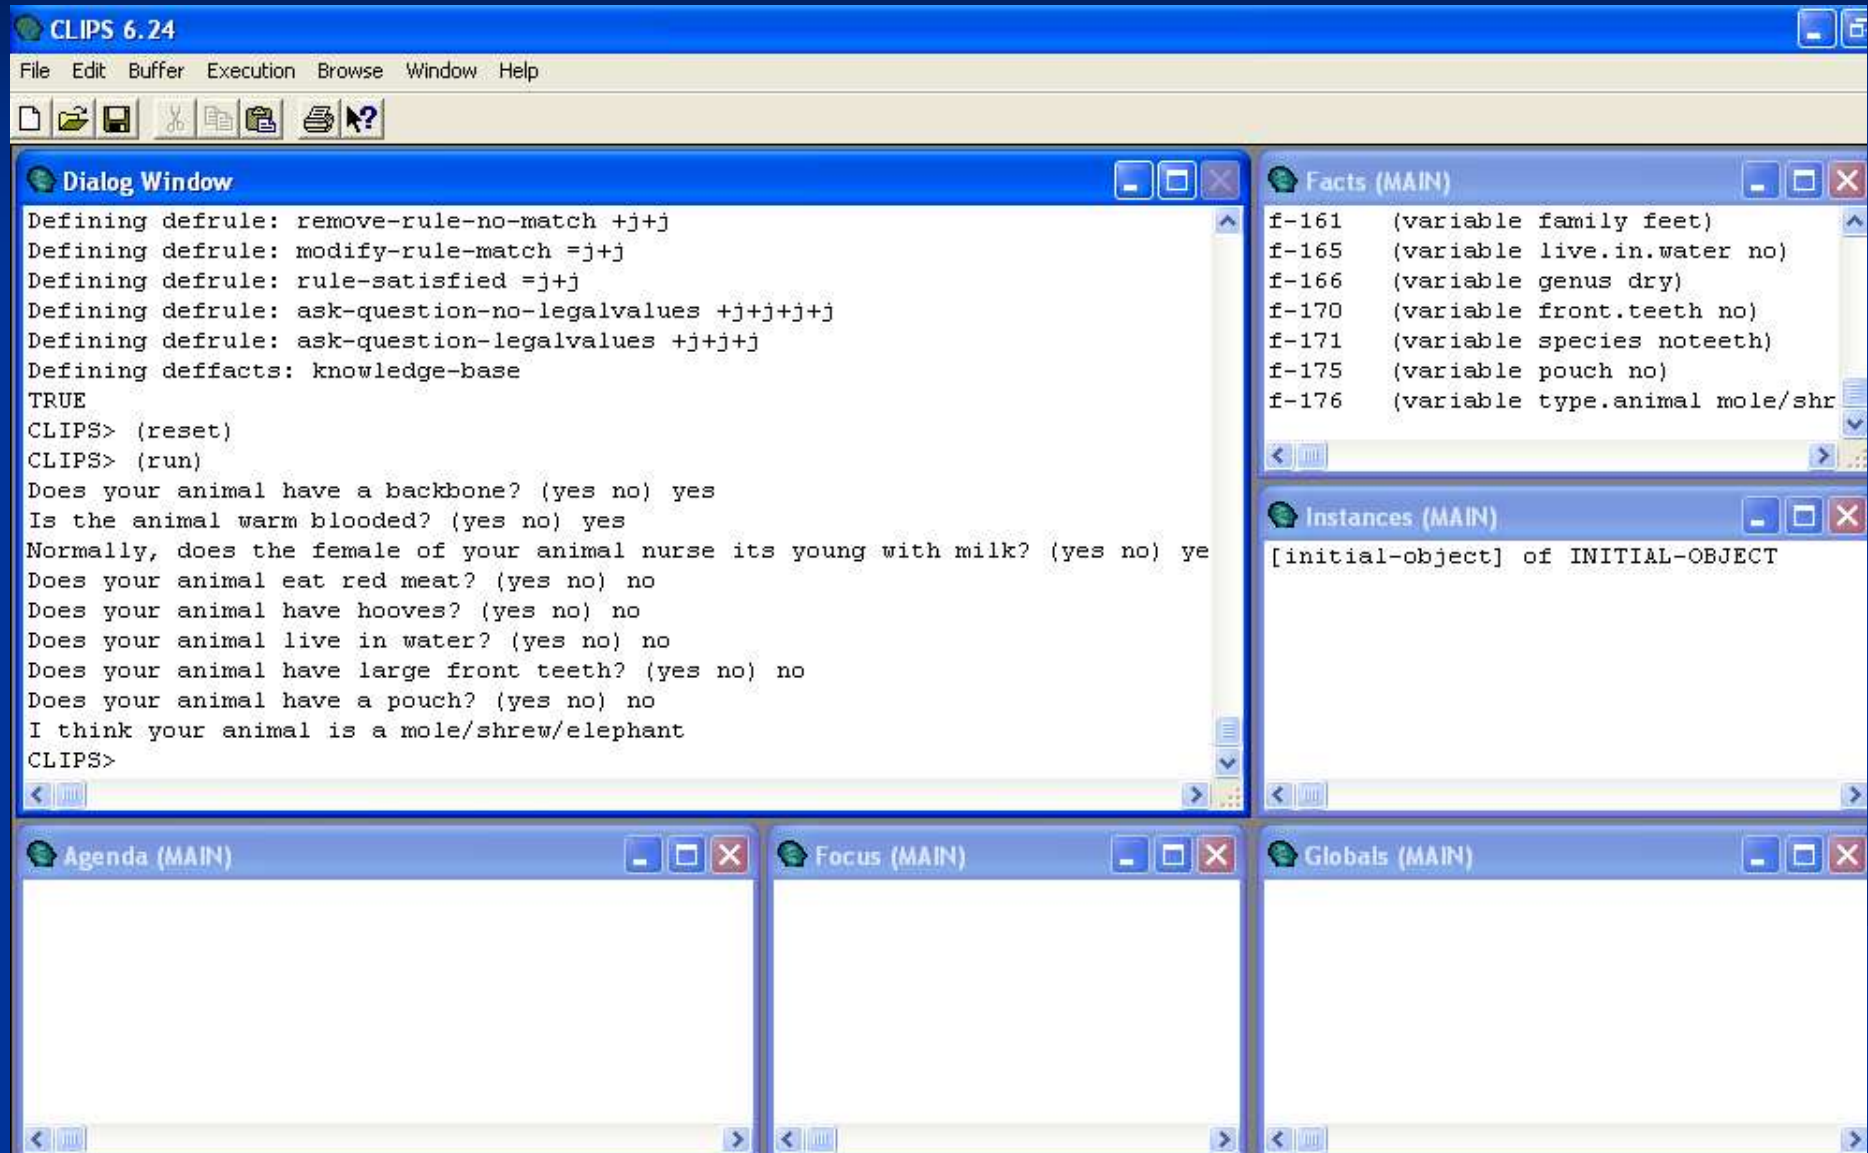 CLIPS 6.24
File Edit Buffer Execution Browse Window Help
Dialog Window
Defining defrule: remove-rule-no-match +j+j
Defining defrule: modify-rule-match =j+j
Defining defrule: rule-satisfied =j+j
Defining defrule: ask-question-no-legalvalues +j+j+j+j
Defining defrule: ask-question-legalvalues +j+j+j
Defining deffacts: knowledge-base
TRUE
CLIPS> (reset)
CLIPS> (run)
Does your animal have a backbone? (yes no) yes
Is the animal warm blooded? (yes no) yes
Normally, does the female of your animal nurse its young with milk? (yes no) ye
Does your animal eat red meat? (yes no) no
Does your animal have hooves? (yes no) no
Does your animal live in water? (yes no) no
Does your animal have large front teeth? (yes no) no
Does your animal have a pouch? (yes no) no
I think your animal is a mole/shrew/elephant
CLIPS>
Facts (MAIN)
f-161 (variable family feet)
f-165 (variable live.in.water no)
f-166 (variable genus dry)
f-170 (variable front.teeth no)
f-171 (variable species noteeth)
f-175 (variable pouch no)
f-176 (variable type.animal mole/shr
Instances (MAIN)
[initial-object] of INITIAL-OBJECT
Agenda (MAIN)
Focus (MAIN)
Globals (MAIN)